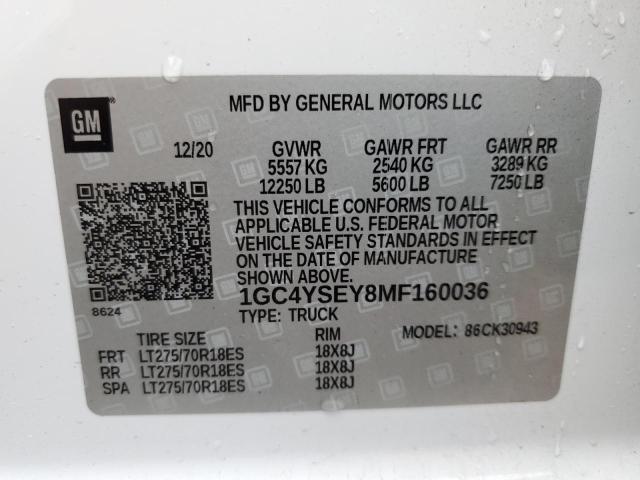 GM
MFD BY GENERAL MOTORS LLC
12/20 GVWR GAWR FRT GAWR RR
5557 KG 2540 KG 3289 KG
12250 LB 5600 LB 7250 LB
THIS VEHICLE CONFORMS TO ALL
APPLICABLE U.S. FEDERAL MOTOR
VEHICLE SAFETY STANDARDS IN EFFECT
ON THE DATE OF MANUFACTURE
SHOWN ABOVE.
8624
1GC4YSEY8MF160036
TYPE: TRUCK
TIRE SIZE RIM MODEL: 86CK30943
FRT LT275/70R18ES 18X8J
RR LT275/70R18ES 18X8J
SPA LT275/70R18ES 18X8J